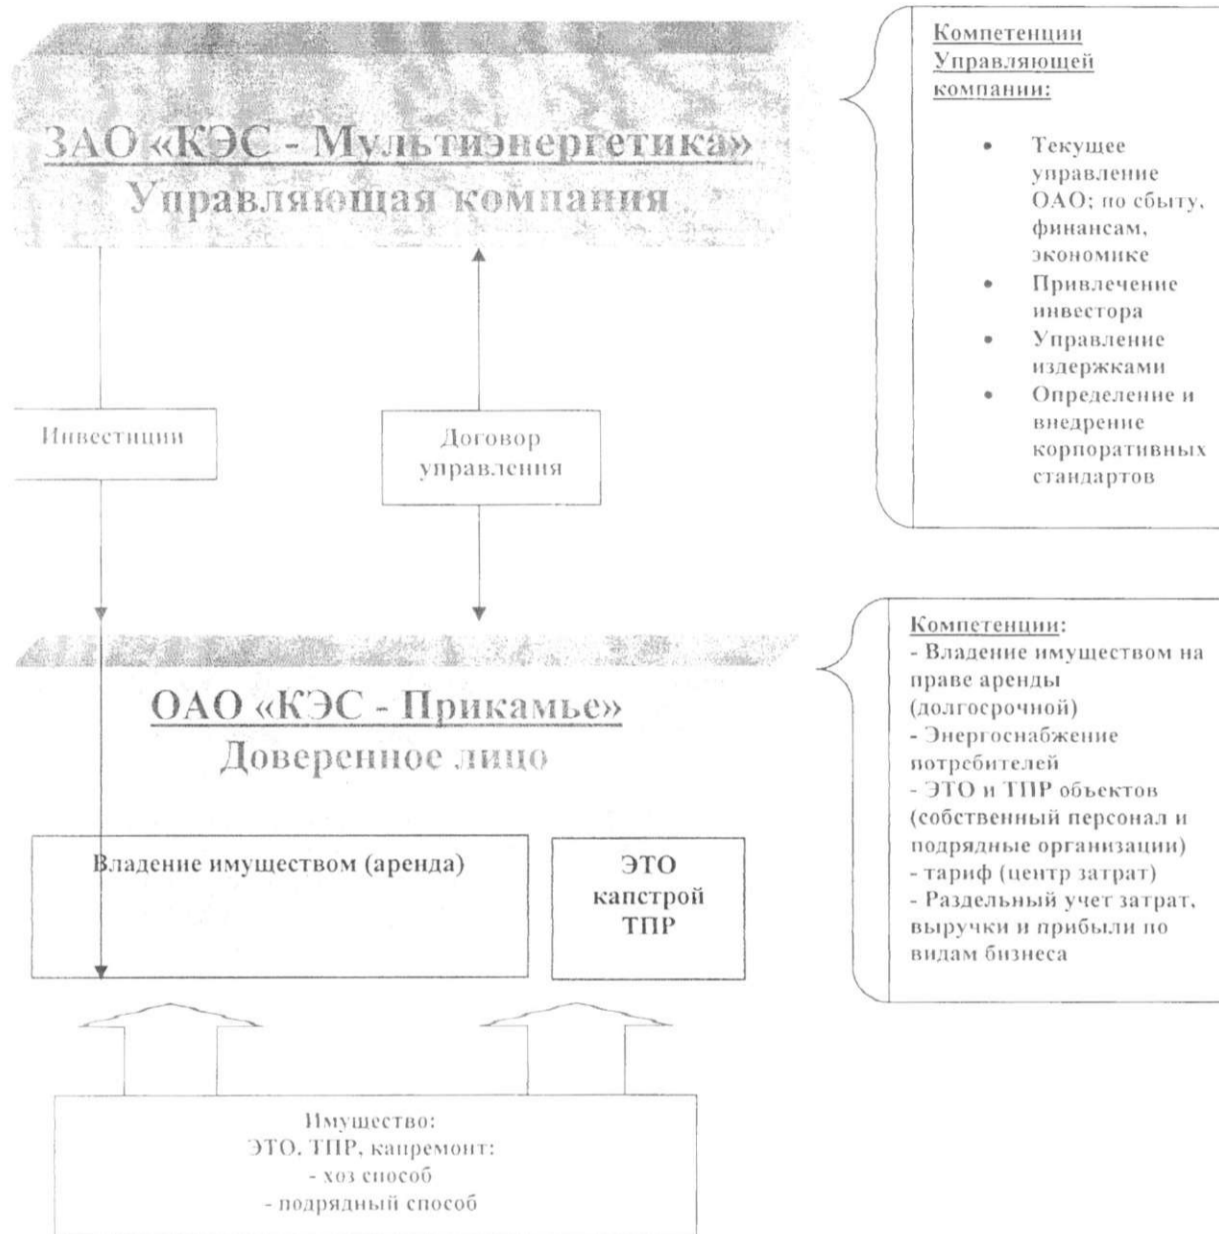 ЗАО «КЭС - Мультиэнергетика»
Управляющая компания
Компетенции
Управляющей
компании:
• Текущее
управление
ОАО; по сбыту,
финансам,
экономике
• Привлечение
инвестора
• Управление
издержками
• Определение и
внедрение
корпоративных
стандартов
Инвестиции
Договор
управления
ОАО «КЭС - Прикамье»
Доверенное лицо
Компетенции:
- Владение имуществом на
праве аренды
(долгосрочной)
- Энергоснабжение
потребителей
- ЭТО и ТПР объектов
(собственный персонал и
подрядные организации)
- тариф (центр затрат)
- Раздельный учет затрат,
выручки и прибыли по
видам бизнеса
Владение имуществом (аренда)
ЭТО
капстрой
ТПР
Имущество:
ЭТО, ТПР, капремонт:
- хоз способ
- подрядный способ